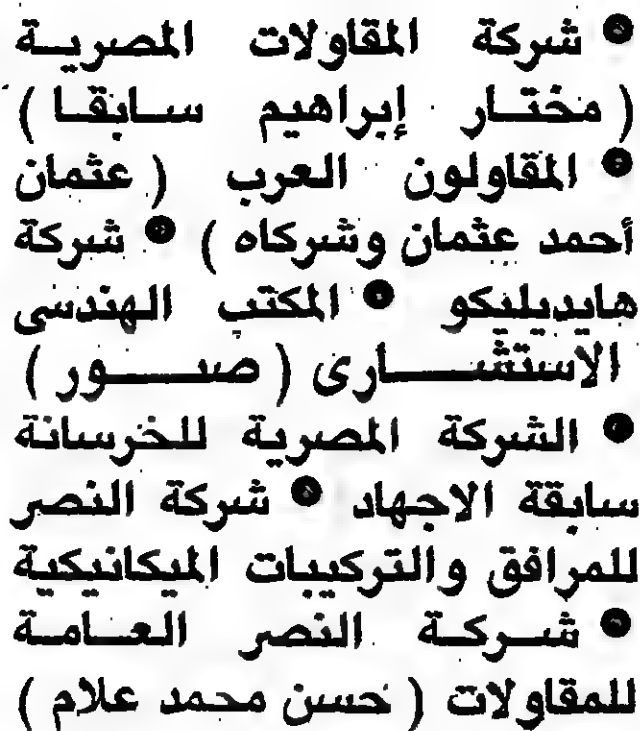 ● شركة المقاولات المصرية
( مختار إبراهيم سابقا )
● المقاولون العرب ( عثمان
أحمد عثمان وشركاه ) ● شركة
هايديليكو ● المكتب الهندسى
الاستشارى ( صبور )
● الشركة المصرية للخرسانة
سابقة الاجهاد ● شركة النصر
للمرافق والتركيبات الميكانيكية
● شركة النصر العامة
للمقاولات ( حسن محمد علام )